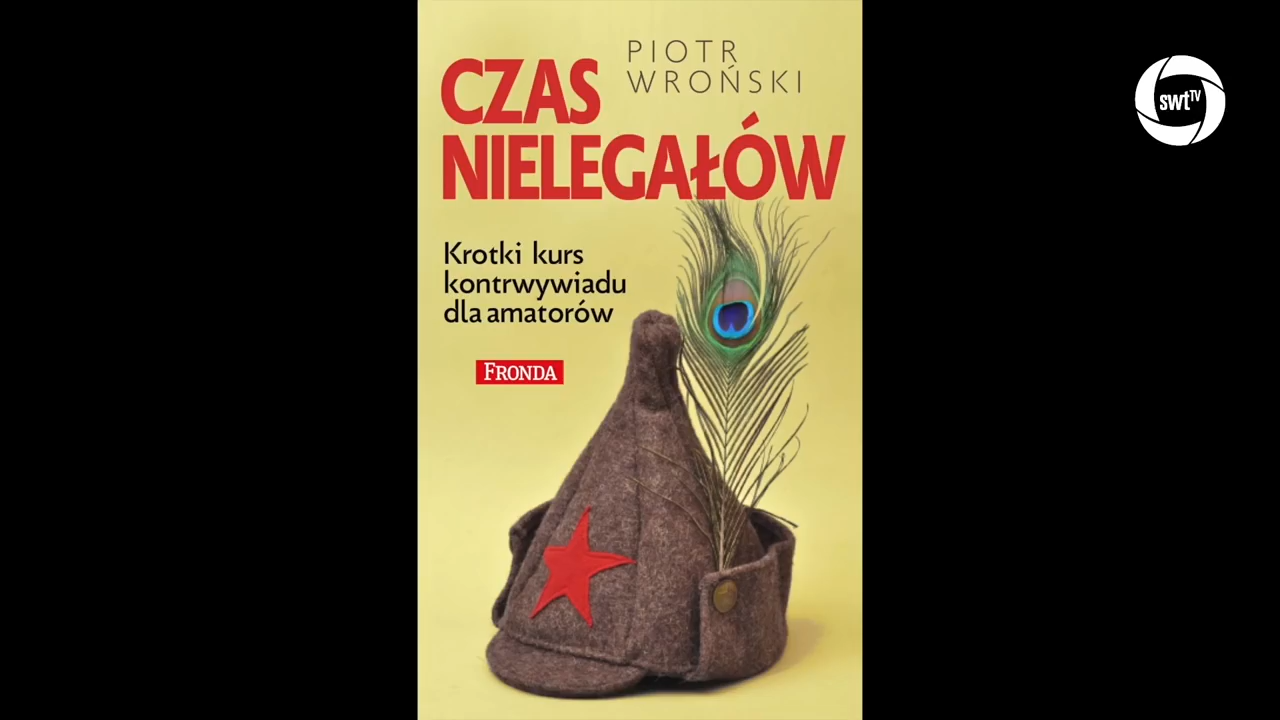 PIOTR
WROŃSKI
CZAS
NIELEGAŁÓW
Krotki kurs
kontrwywiadu
dla amatorów
FRONDA
swtTV